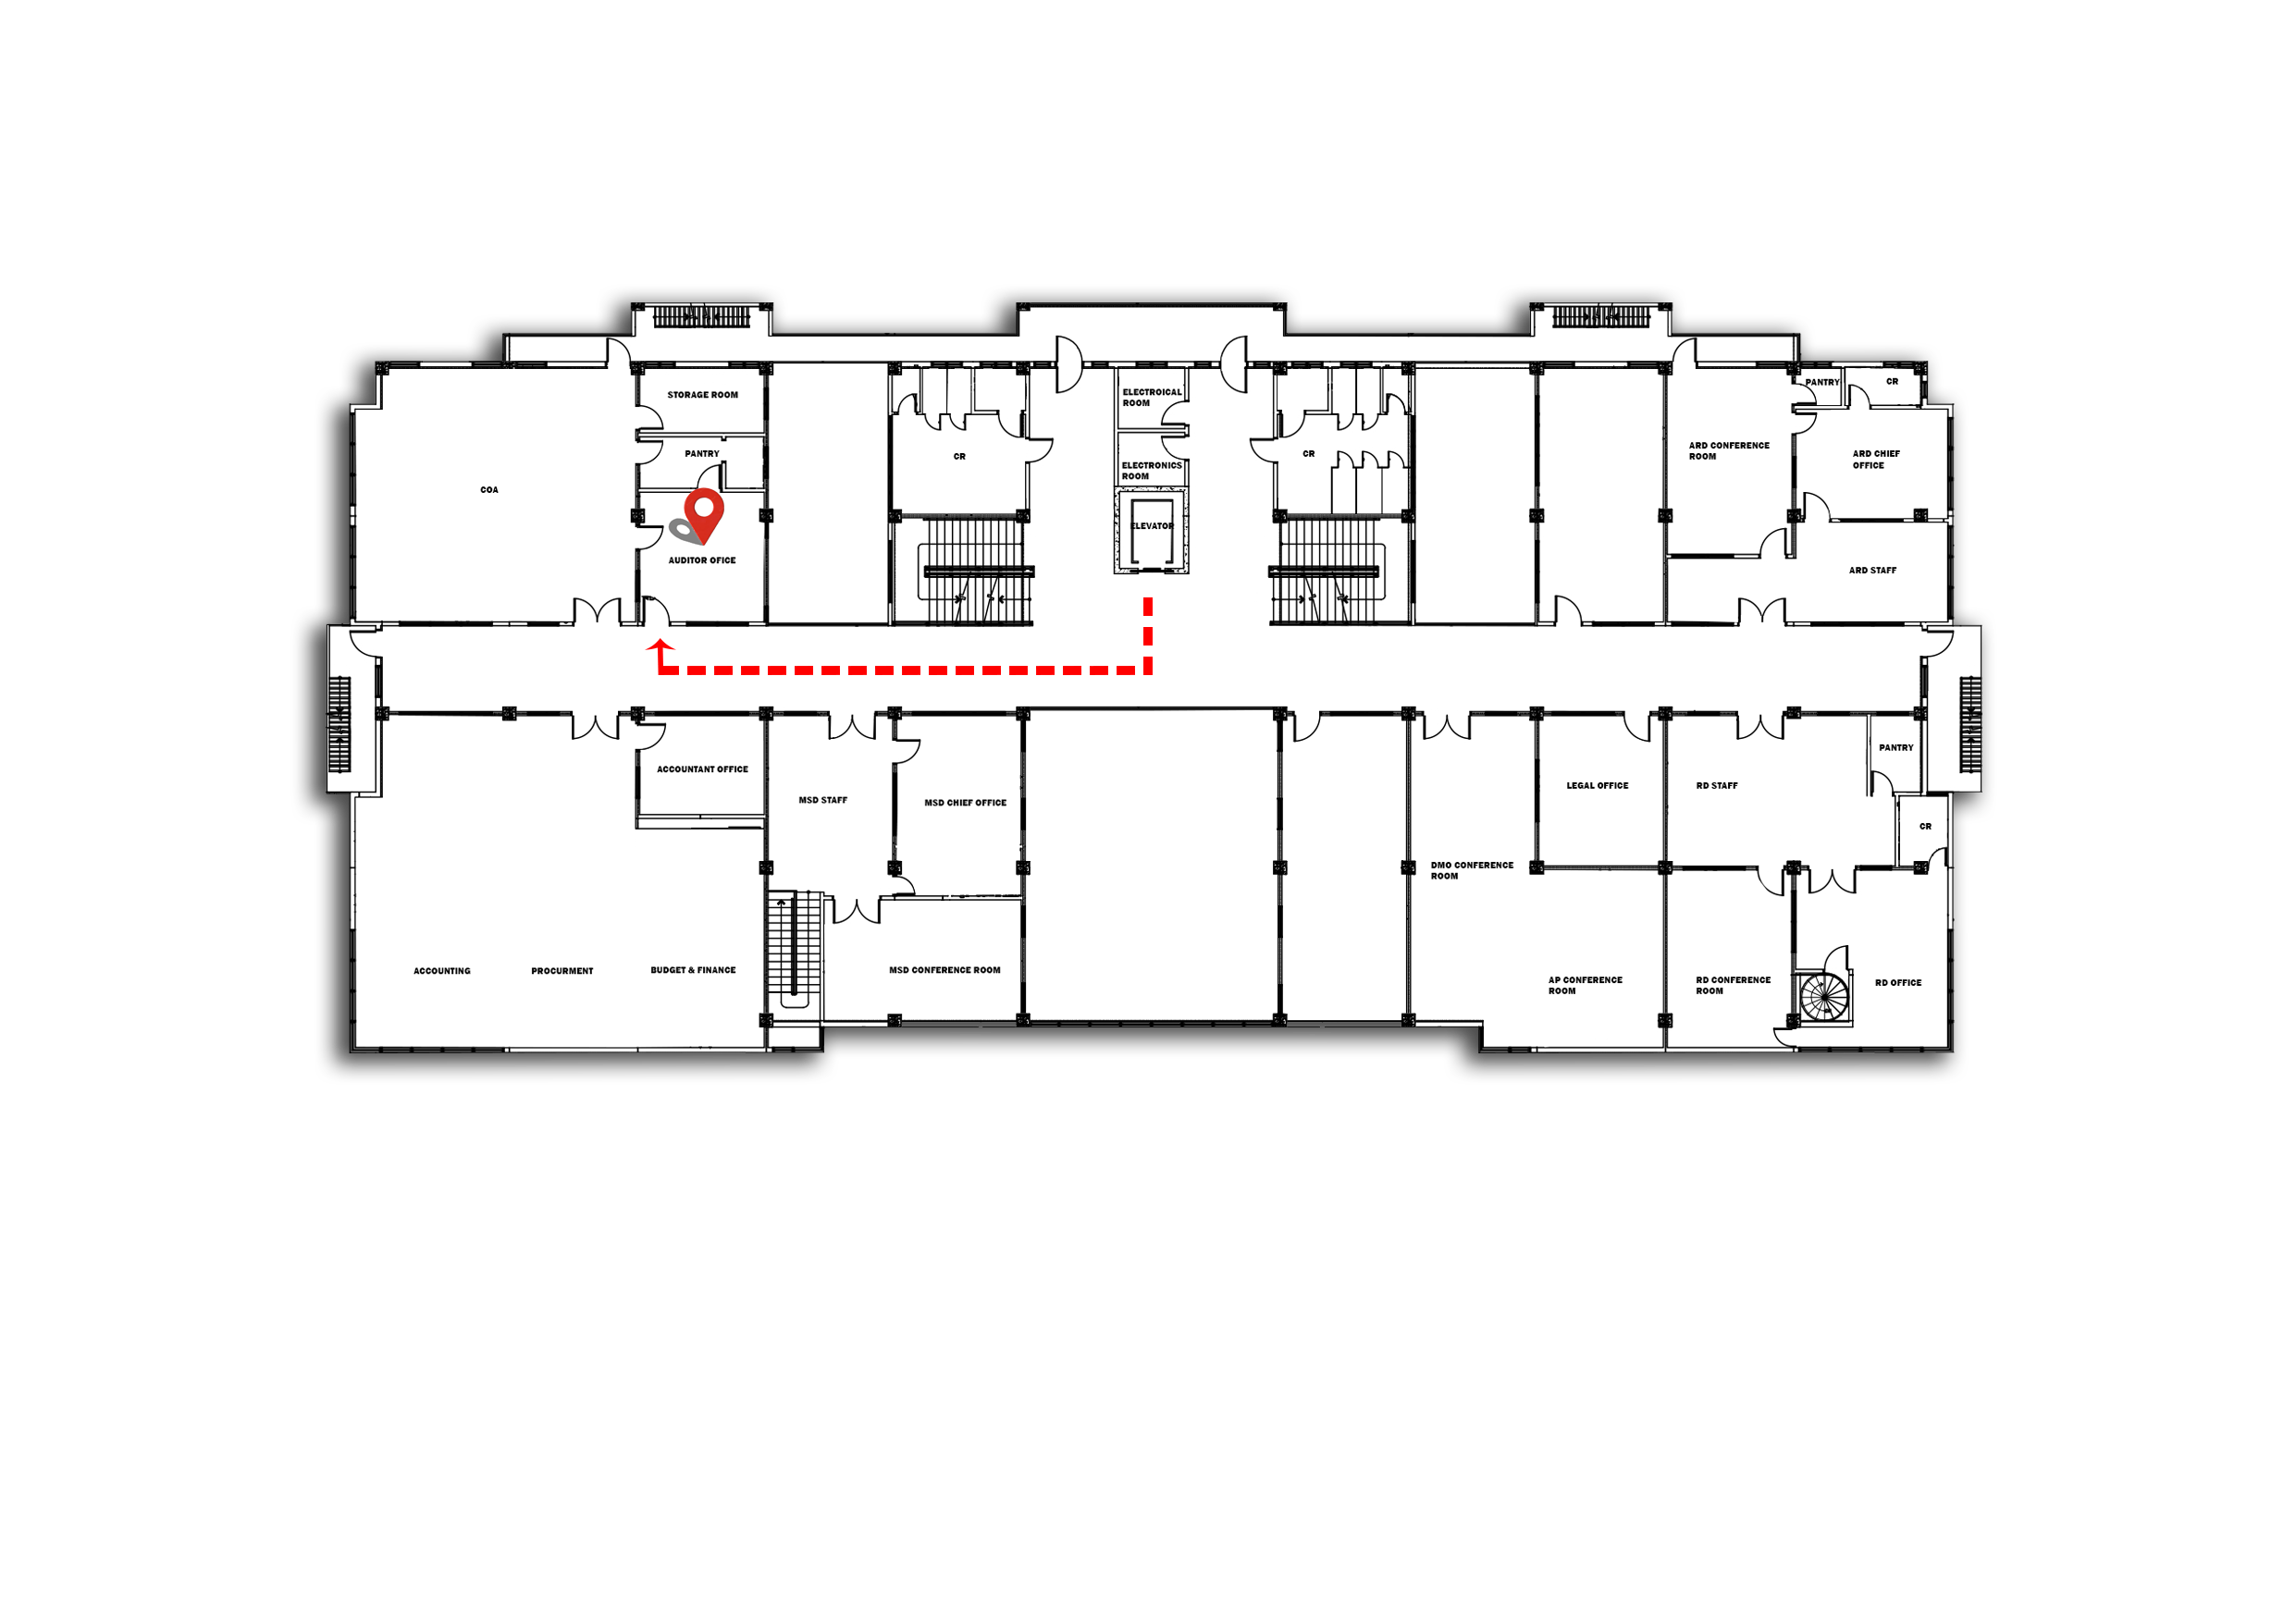 STORAGE ROOM
PANTRY
COA
AUDITOR OFICE
CR
ELECTROICAL
ROOM
ELECTRONICS
ROOM
ELEVATOR
CR
ARD CONFERENCE
ROOM
PANTRY
CR
ARD CHIEF
OFFICE
ARD STAFF
ACCOUNTANT OFFICE
MSD STAFF
MSD CHIEF OFFICE
LEGAL OFFICE
RD STAFF
PANTRY
CR
DMO CONFERENCE
ROOM
ACCOUNTING
PROCURMENT
BUDGET & FINANCE
MSD CONFERENCE ROOM
AP CONFERENCE
ROOM
RD CONFERENCE
ROOM
RD OFFICE